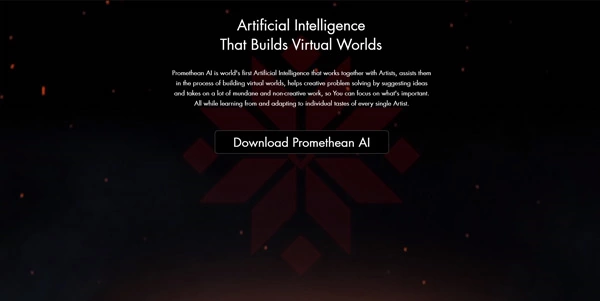 Artificial Intelligence
That Builds Virtual Worlds
Promethean AI is world's first Artificial Intelligence that works together with Artists, assists them
in the process of building virtual worlds, helps creative problem solving by suggesting ideas
and takes on a lot of mundane and non-creative work, so You can focus on what's important.
All while learning from and adapting to individual tastes of every single Artist.
Download Promethean AI